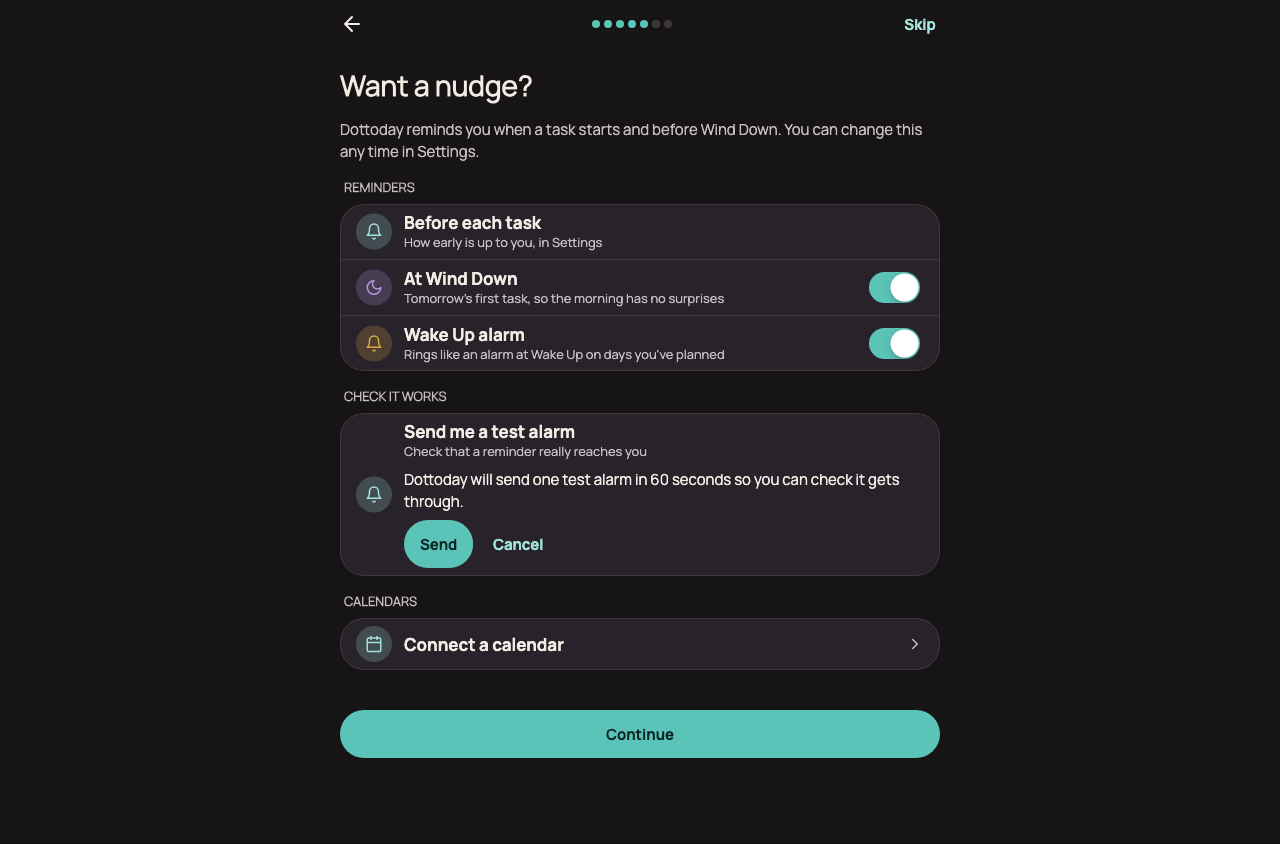 Skip
Want a nudge?
Dottoday reminds you when a task starts and before Wind Down. You can change this
any time in Settings.
REMINDERS
Before each task
How early is up to you, in Settings
At Wind Down
Tomorrow's first task, so the morning has no surprises
Wake Up alarm
Rings like an alarm at Wake Up on days you've planned
CHECK IT WORKS
Send me a test alarm
Check that a reminder really reaches you
Dottoday will send one test alarm in 60 seconds so you can check it gets
through.
Send
Cancel
CALENDARS
Connect a calendar
Continue